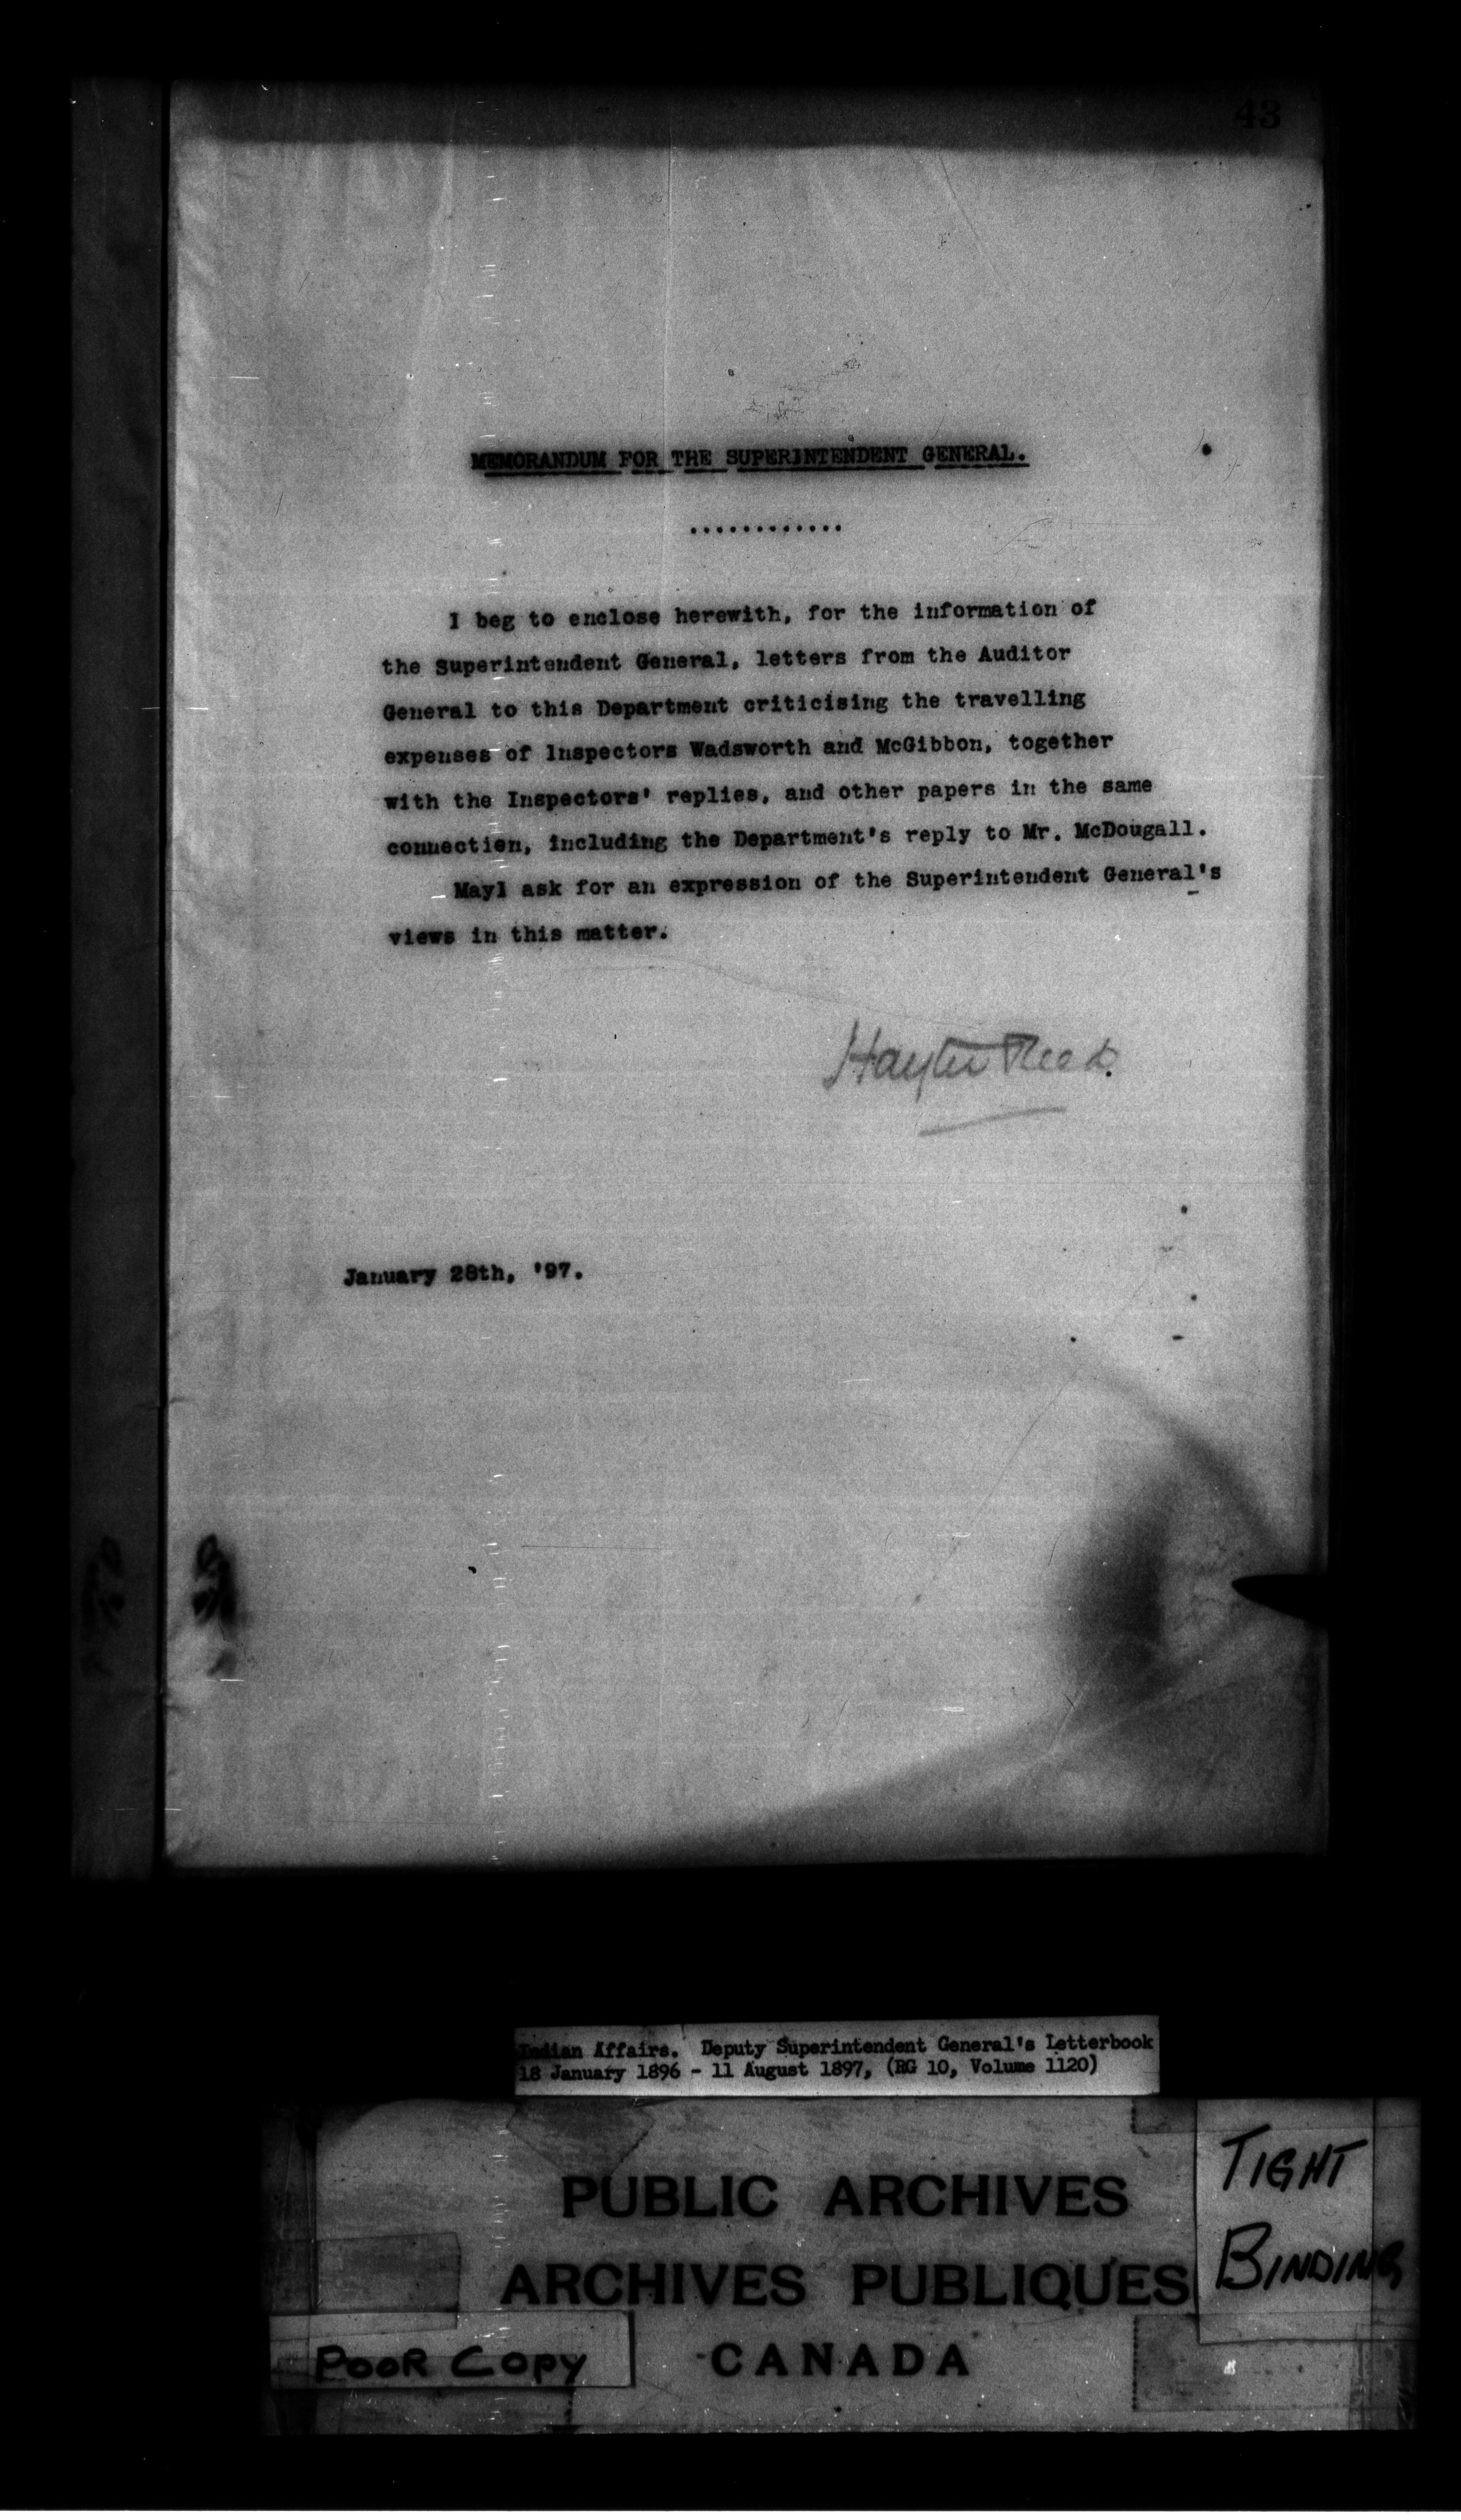 43
MEMORANDUM FOR THE SUPERINTENDENT GENERAL.
............
I beg to enclose herewith, for the information of
the Superintendent General, letters from the Auditor
General to this Department criticising the travelling
expenses of Inspectors Wadsworth and McGibbon, together
with the Inspectors' replies, and other papers in the same
connection, including the Department's reply to Mr. McDougall.
MayI ask for an expression of the Superintendent General's
views in this matter.
Hayter Reed.
January 28th, '97.
Indian Affairs. Deputy Superintendent General's Letterbook
18 January 1896 - 11 August 1897, (RG 10, Volume 1120)
PUBLIC ARCHIVES
ARCHIVES PUBLIQUES
CANADA
TIGHT
BINDING
POOR COPY